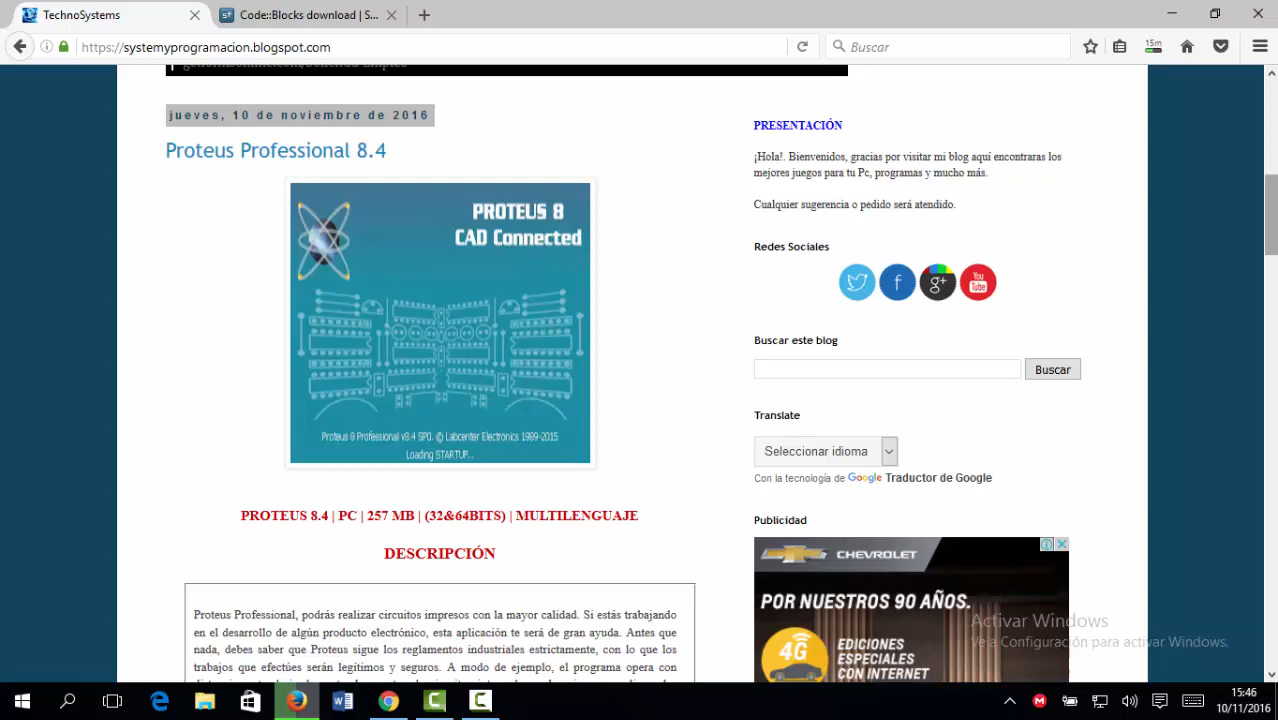 TechnoSystems
Code::Blocks download | S...
https://systemyprogramacion.blogspot.com
15m
Buscar
jueves, 10 de noviembre de 2016
Proteus Professional 8.4
PROTEUS 8
CAD Connected
Proteus 8 Professional v8.4 SP0. © Labcenter Electronics 1989-2015
Loading STARTUP...
PROTEUS 8.4 | PC | 257 MB | (32&64BITS) | MULTILENGUAJE
DESCRIPCIÓN
Proteus Professional, podrás realizar circuitos impresos con la mayor calidad. Si estás trabajando
en el desarrollo de algún producto electrónico, esta aplicación te será de gran ayuda. Antes que
nada, debes saber que Proteus sigue los reglamentos industriales estrictamente, con lo que los
trabajos que efectúes serán legítimos y seguros. A modo de ejemplo, el programa opera con
PRESENTACIÓN
¡Hola!. Bienvenidos, gracias por visitar mi blog aquí encontraras los
mejores juegos para tu Pc, programas y mucho más.
Cualquier sugerencia o pedido será atendido.
Redes Sociales
You
Tube
Buscar este blog
Buscar
Translate
Seleccionar idioma
Con la tecnología de Google Traductor de Google
Publicidad
CHEVROLET
POR NUESTROS 90 AÑOS.
4G
EDICIONES
ESPECIALES
CON INTERNET
Activar Windows
Ve a Configuración para activar Windows.
15:46
10/11/2016